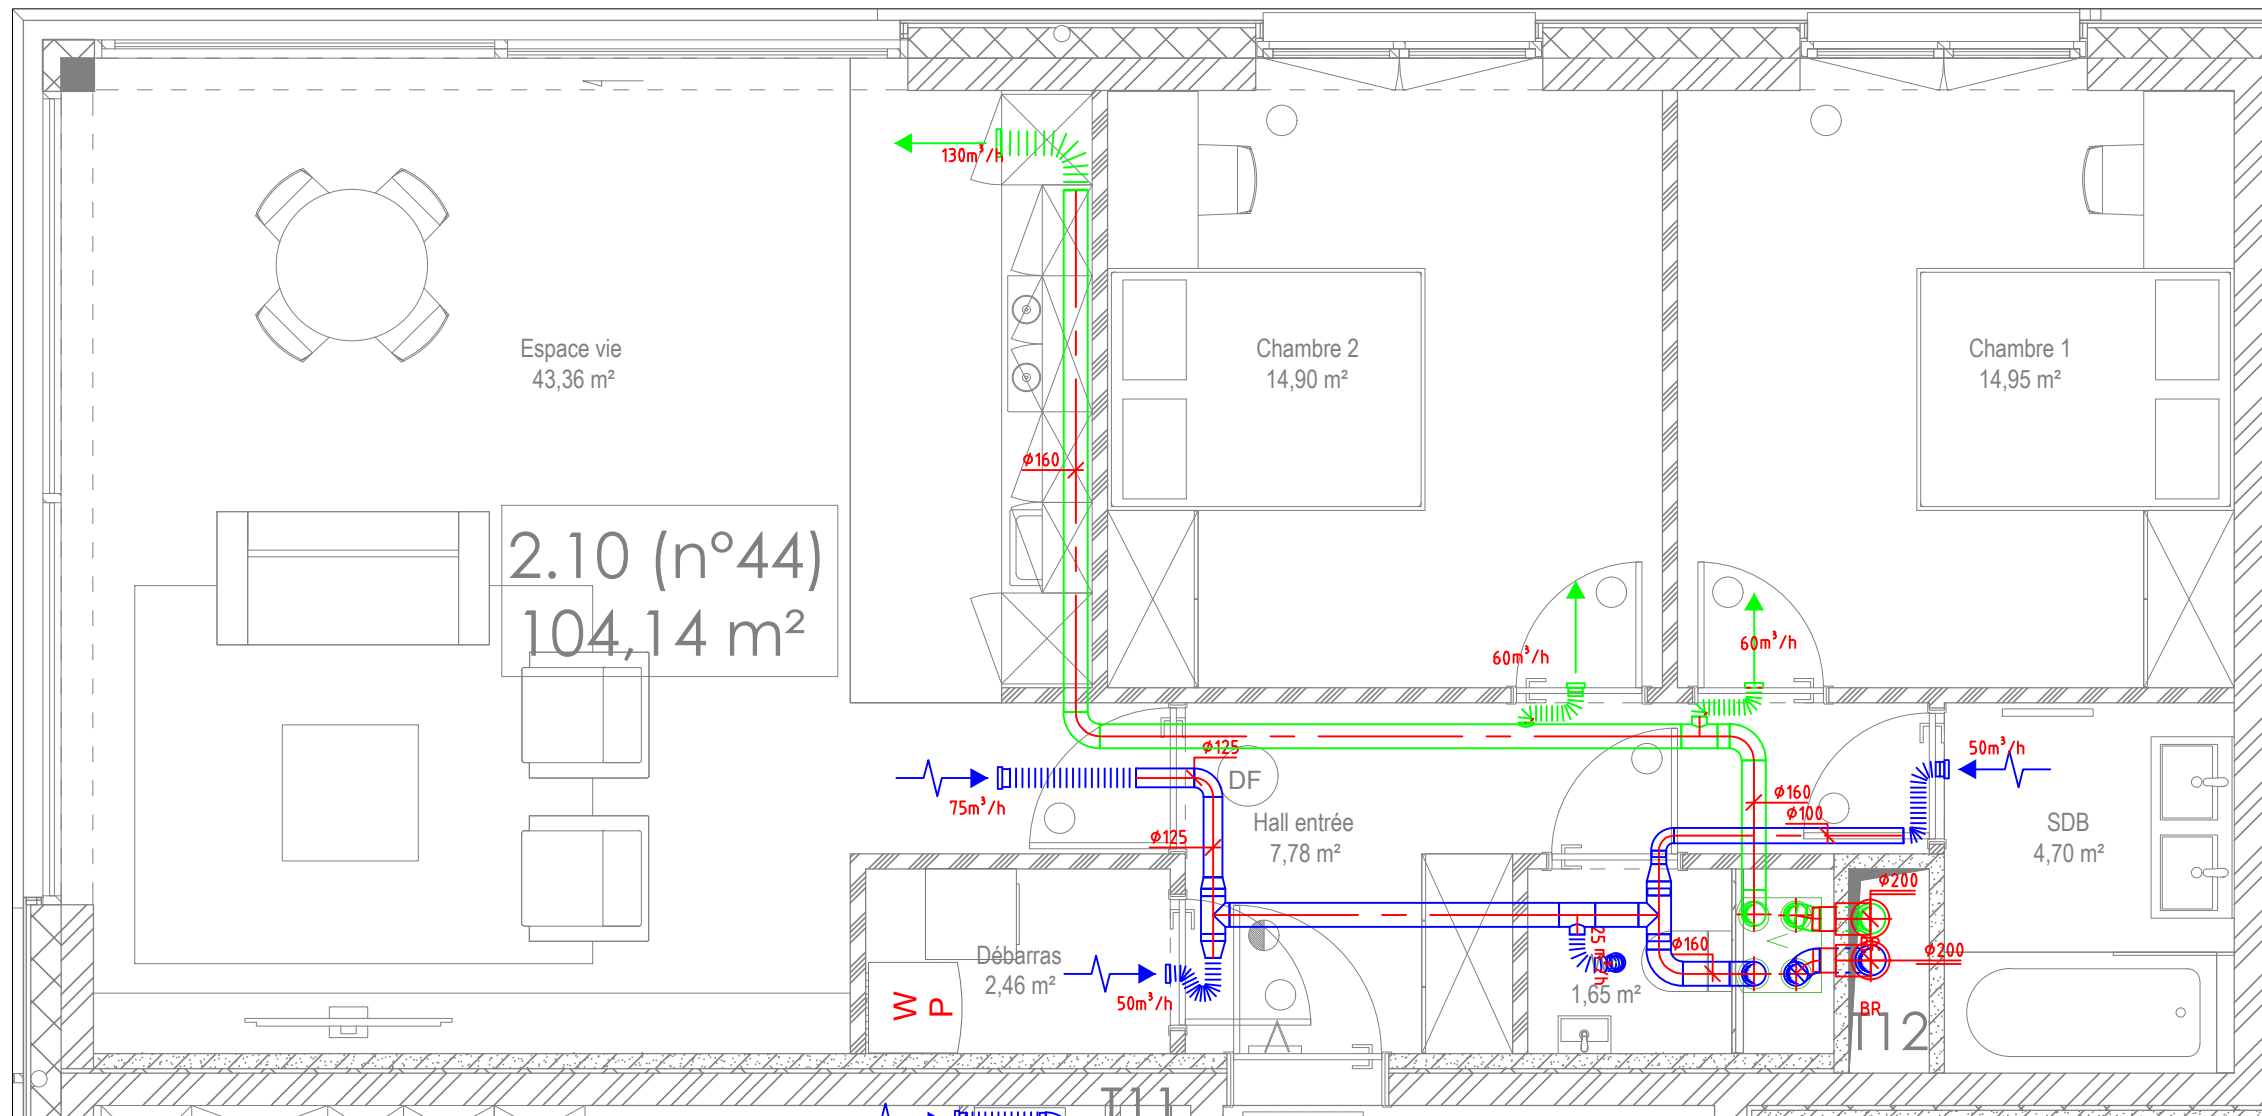 130m³/h
Espace vie
43,36 m²
Chambre 2
14,90 m²
Chambre 1
14,95 m²
ø160
2.10 (n°44)
104,14 m²
60m³/h
60m³/h
ø125
DF
50m³/h
75m³/h
ø160
ø100
ø125
Hall entrée
7,78 m²
SDB
4,70 m²
ø200
25 m³/h
ø160
ø200
Débarras
2,46 m²
50m³/h
W
P
1,65 m²
BR
T12
T11